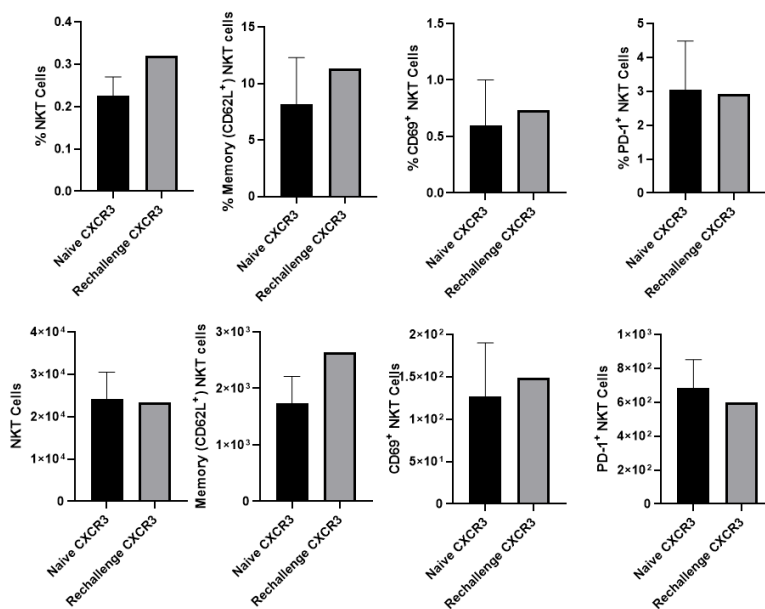 % NKT Cells
0.4
0.3
0.2
0.1
0.0
Naive CXCR3
Rechallenge CXCR3
% Memory (CD62L⁺) NKT Cells
15
10
5
0
Naive CXCR3
Rechallenge CXCR3
% CD69⁺ NKT Cells
1.5
1.0
0.5
0.0
Naive CXCR3
Rechallenge CXCR3
% PD-1⁺ NKT Cells
5
4
3
2
1
0
Naive CXCR3
Rechallenge CXCR3
NKT Cells
4×10⁴
3×10⁴
2×10⁴
1×10⁴
0
Naive CXCR3
Rechallenge CXCR3
Memory (CD62L⁺) NKT cells
3×10³
2×10³
1×10³
0
Naive CXCR3
Rechallenge CXCR3
CD69⁺ NKT Cells
2×10²
1.5×10²
1×10²
5×10¹
0
Naive CXCR3
Rechallenge CXCR3
PD-1⁺ NKT Cells
1×10³
8×10²
6×10²
4×10²
2×10²
0
Naive CXCR3
Rechallenge CXCR3